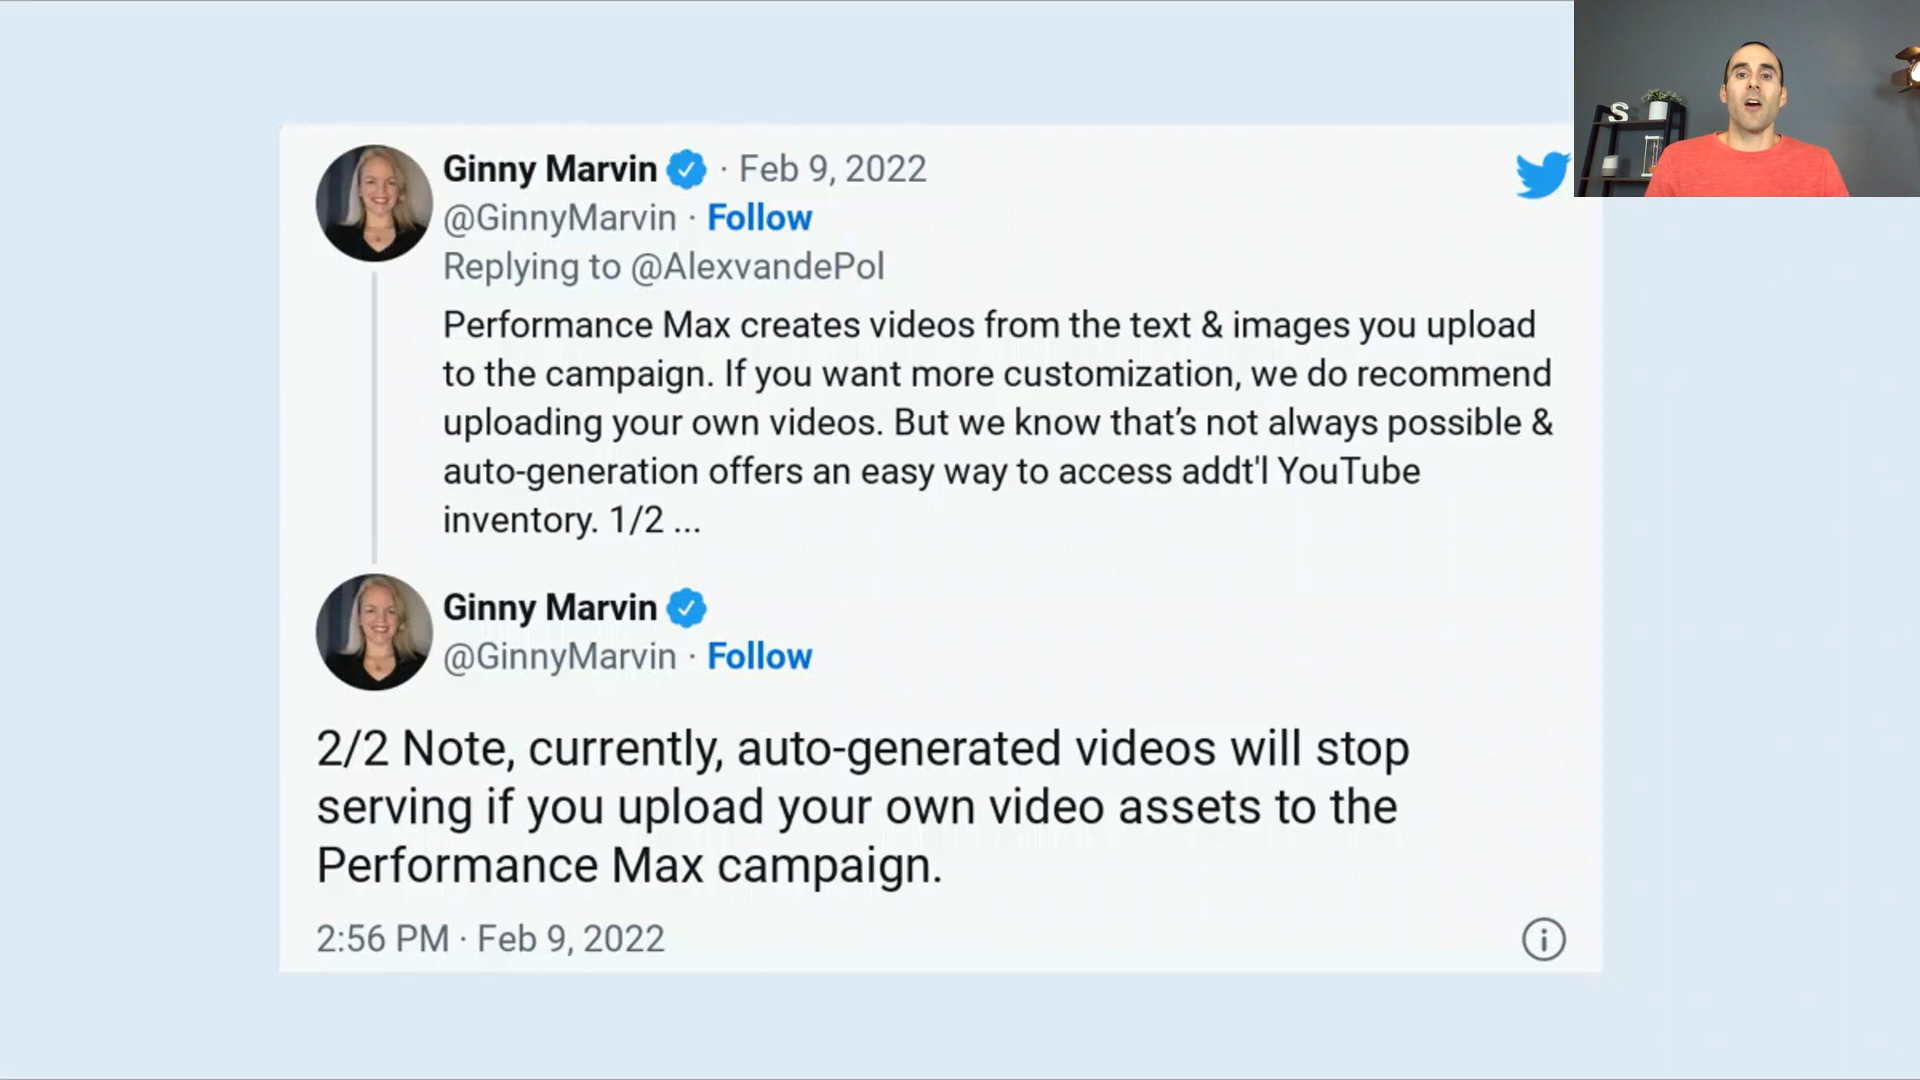 Ginny Marvin · Feb 9, 2022
@GinnyMarvin · Follow
Replying to @AlexvandePol
Performance Max creates videos from the text & images you upload
to the campaign. If you want more customization, we do recommend
uploading your own videos. But we know that’s not always possible &
auto-generation offers an easy way to access addt'l YouTube
inventory. 1/2 ...
Ginny Marvin
@GinnyMarvin · Follow
2/2 Note, currently, auto-generated videos will stop
serving if you upload your own video assets to the
Performance Max campaign.
2:56 PM · Feb 9, 2022
S